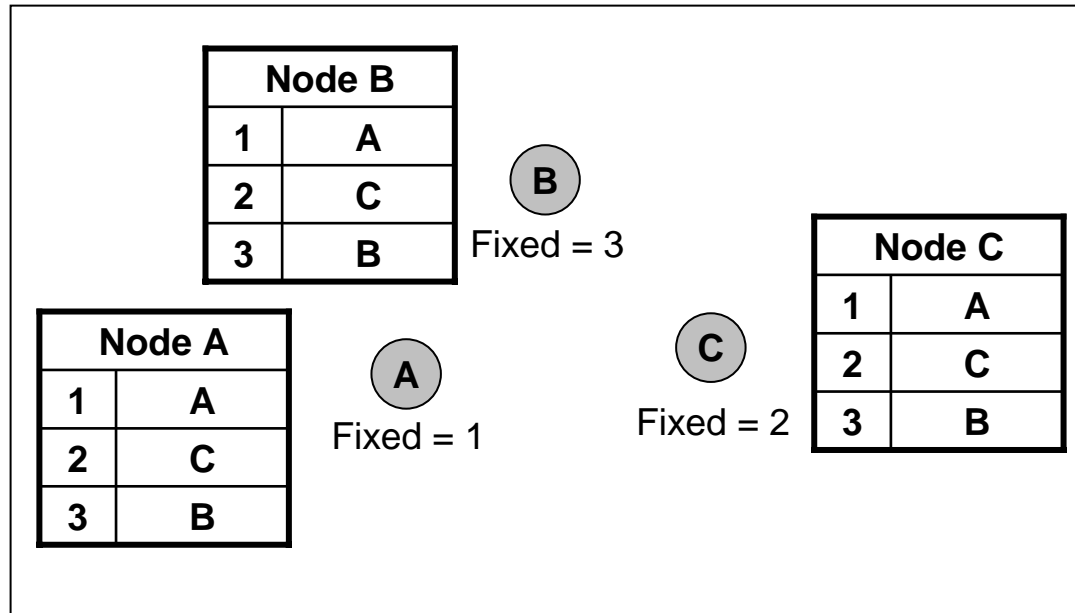 Node B
1 A
2 C
3 B
B
Fixed = 3
Node A
1 A
2 C
3 B
A
Fixed = 1
C
Fixed = 2
Node C
1 A
2 C
3 B